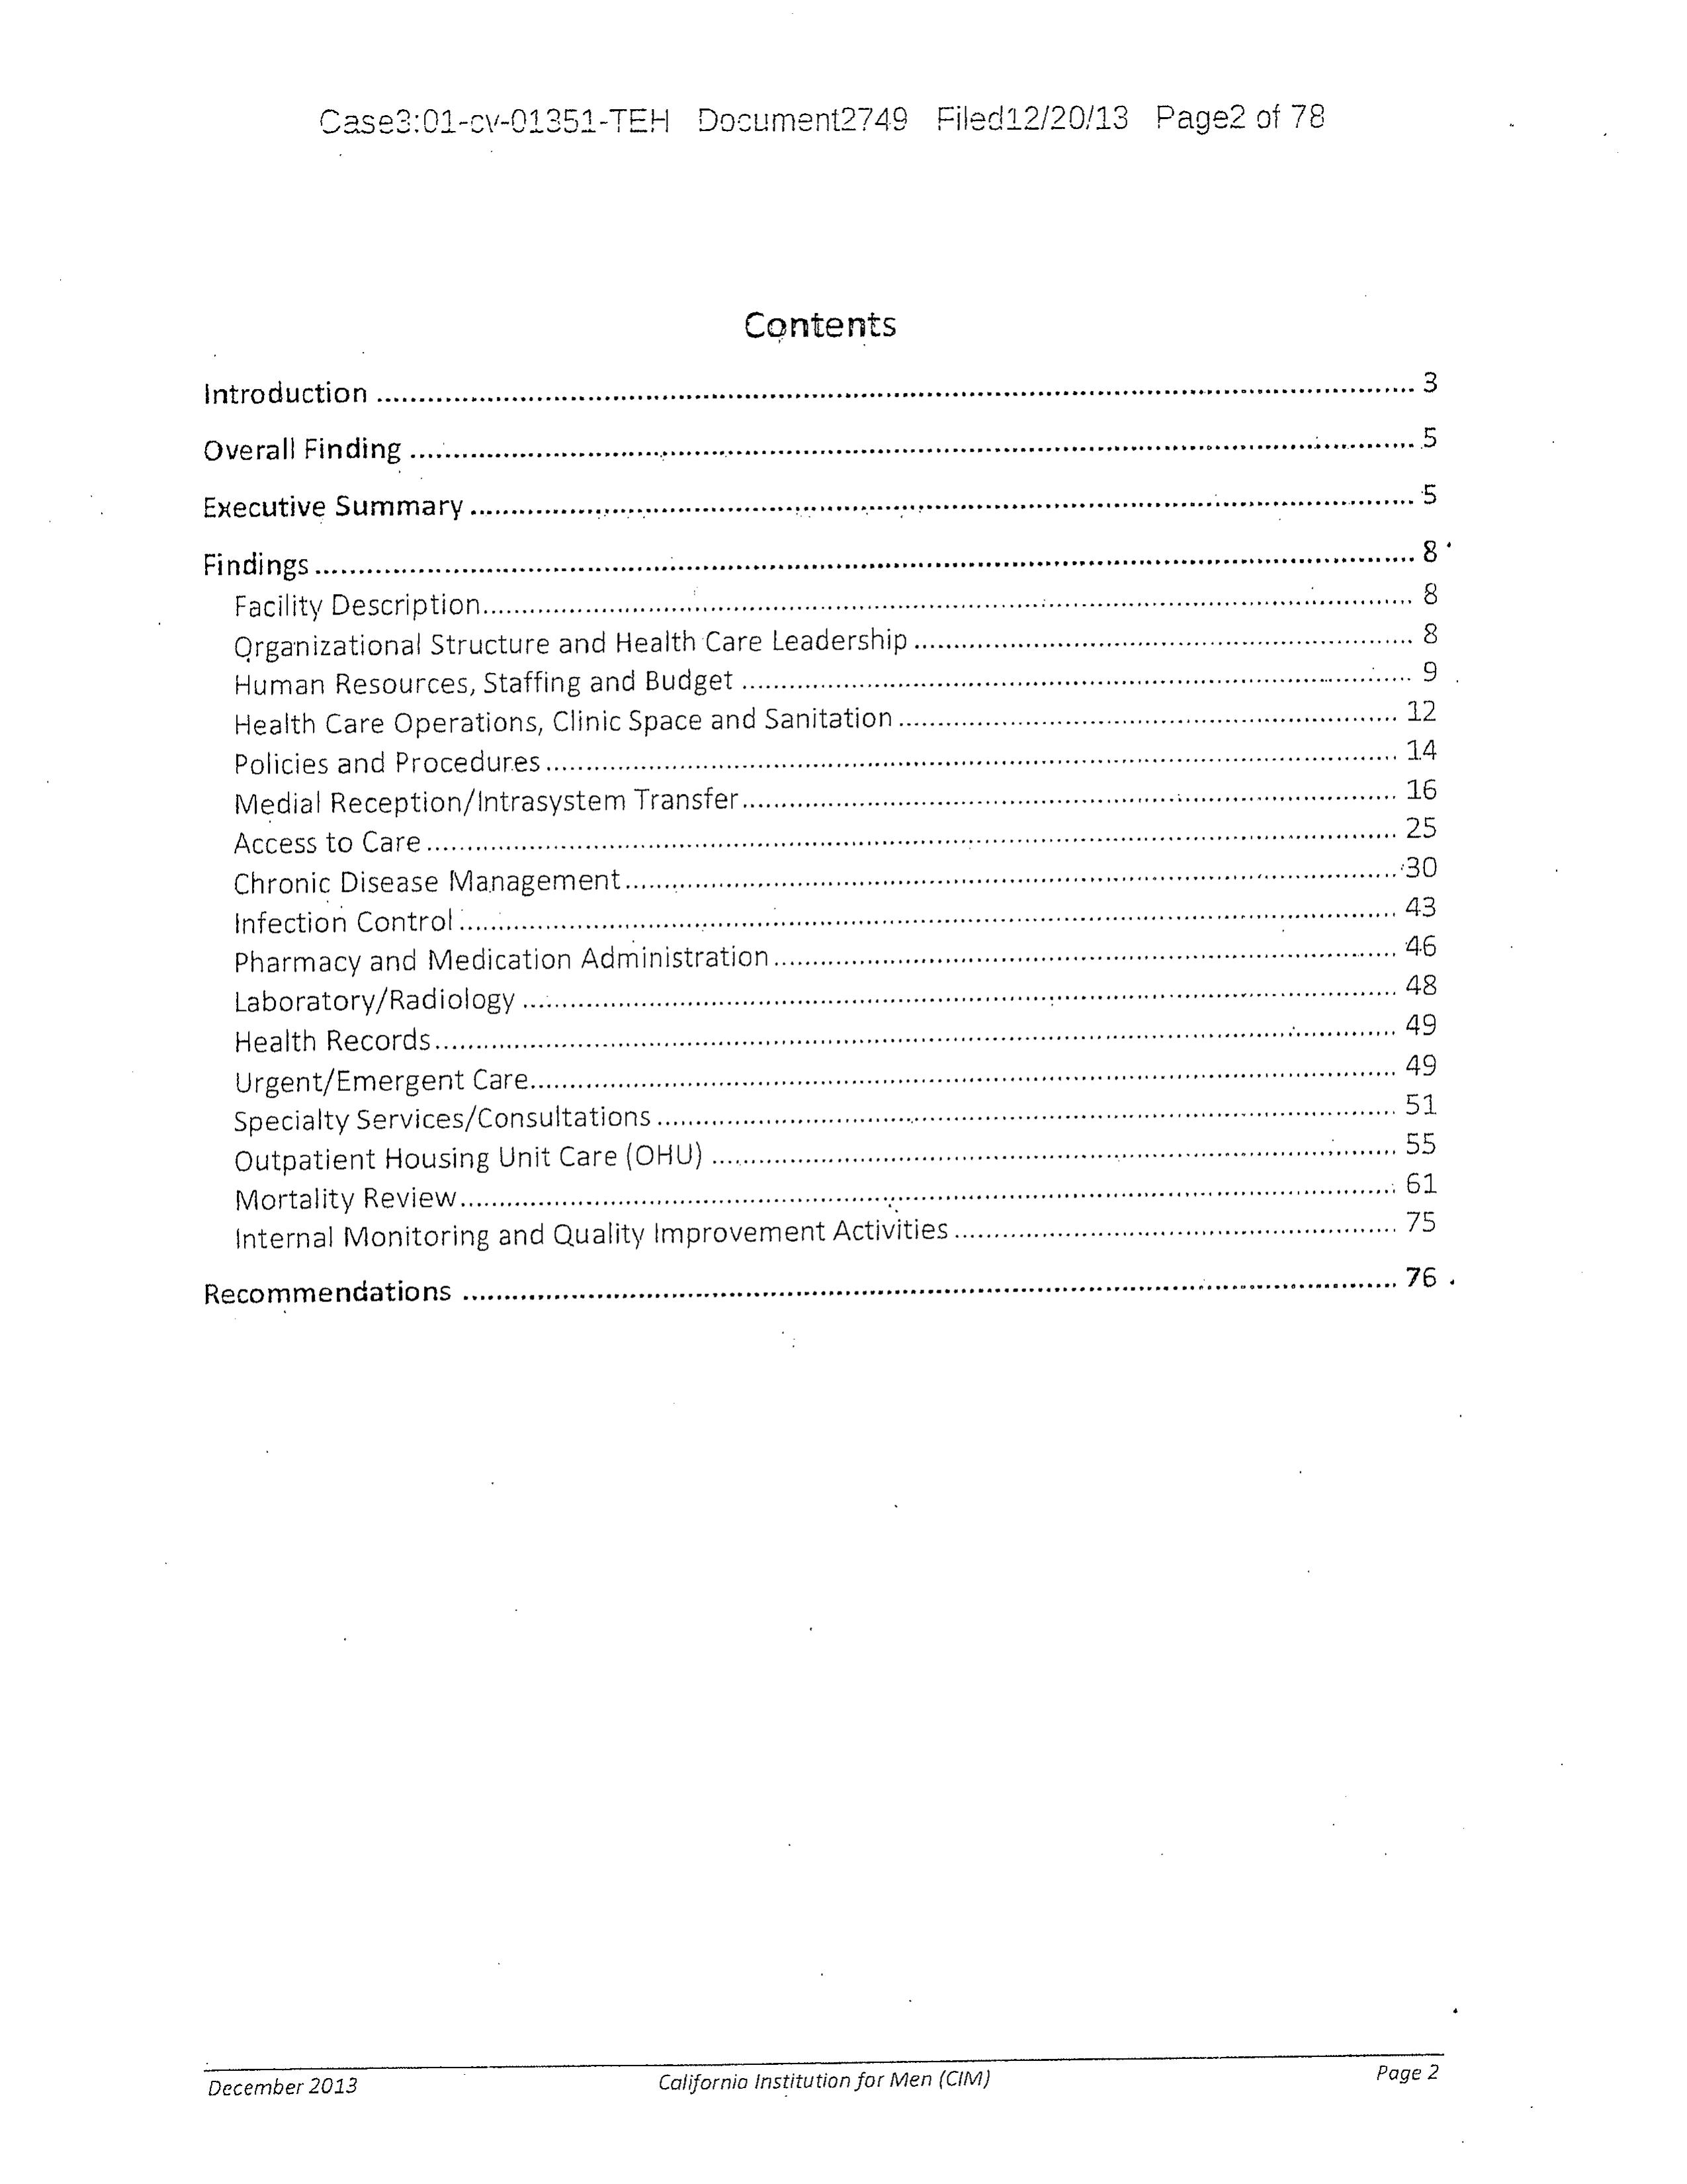 Case3:01-cv-01351-TEH Document2749 Filed12/20/13 Page2 of 78
Contents
Introduction ........ 3
Overall Finding ........ 5
Executive Summary ........ 5
Findings ........ 8
Facility Description ........ 8
Organizational Structure and Health Care Leadership ........ 8
Human Resources, Staffing and Budget ........ 9
Health Care Operations, Clinic Space and Sanitation ........ 12
Policies and Procedures ........ 14
Medial Reception/Intrasystem Transfer ........ 16
Access to Care ........ 25
Chronic Disease Management ........ 30
Infection Control ........ 43
Pharmacy and Medication Administration ........ 46
Laboratory/Radiology ........ 48
Health Records ........ 49
Urgent/Emergent Care ........ 49
Specialty Services/Consultations ........ 51
Outpatient Housing Unit Care (OHU) ........ 55
Mortality Review ........ 61
Internal Monitoring and Quality Improvement Activities ........ 75
Recommendations ........ 76
December 2013 California Institution for Men (CIM) Page 2